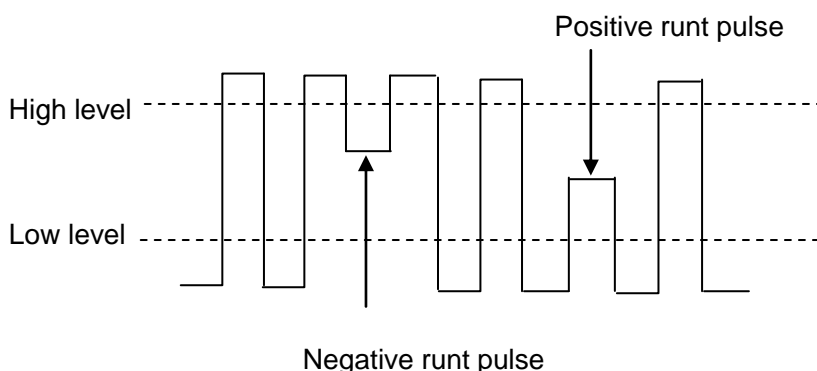 Positive runt pulse
High level
Low level
Negative runt pulse